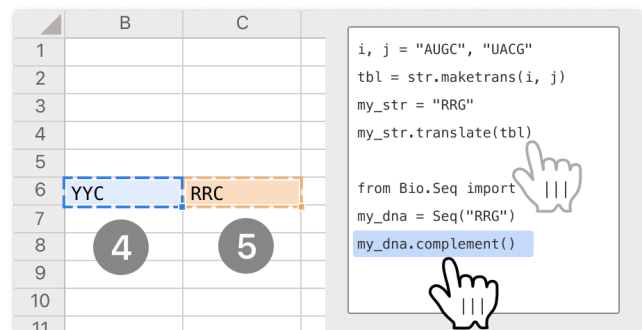 B C
1
2
3
4
5
6 YYC RRC
7
8 4 5
9
10
11
i, j = "AUGC", "UACG"
tbl = str.maketrans(i, j)
my_str = "RRG"
my_str.translate(tbl)
from Bio.Seq import
my_dna = Seq("RRG")
my_dna.complement()